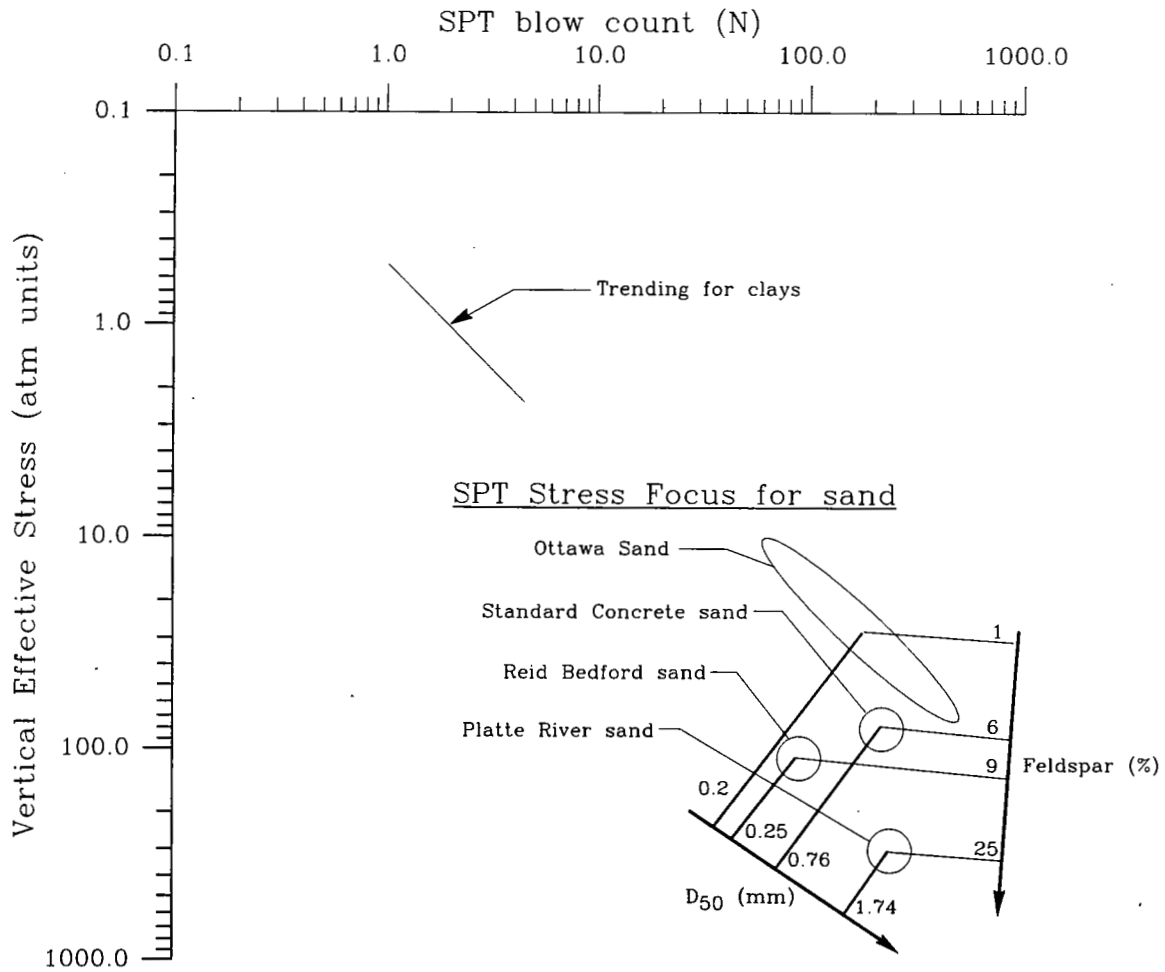 SPT blow count (N)
0.1 1.0 10.0 100.0 1000.0
Vertical Effective Stress (atm units)
0.1
1.0
10.0
100.0
1000.0
Trending for clays
SPT Stress Focus for sand
Ottawa Sand
Standard Concrete sand
Reid Bedford sand
Platte River sand
1
6
9
25
Feldspar (%)
0.2
0.25
0.76
1.74
D50 (mm)